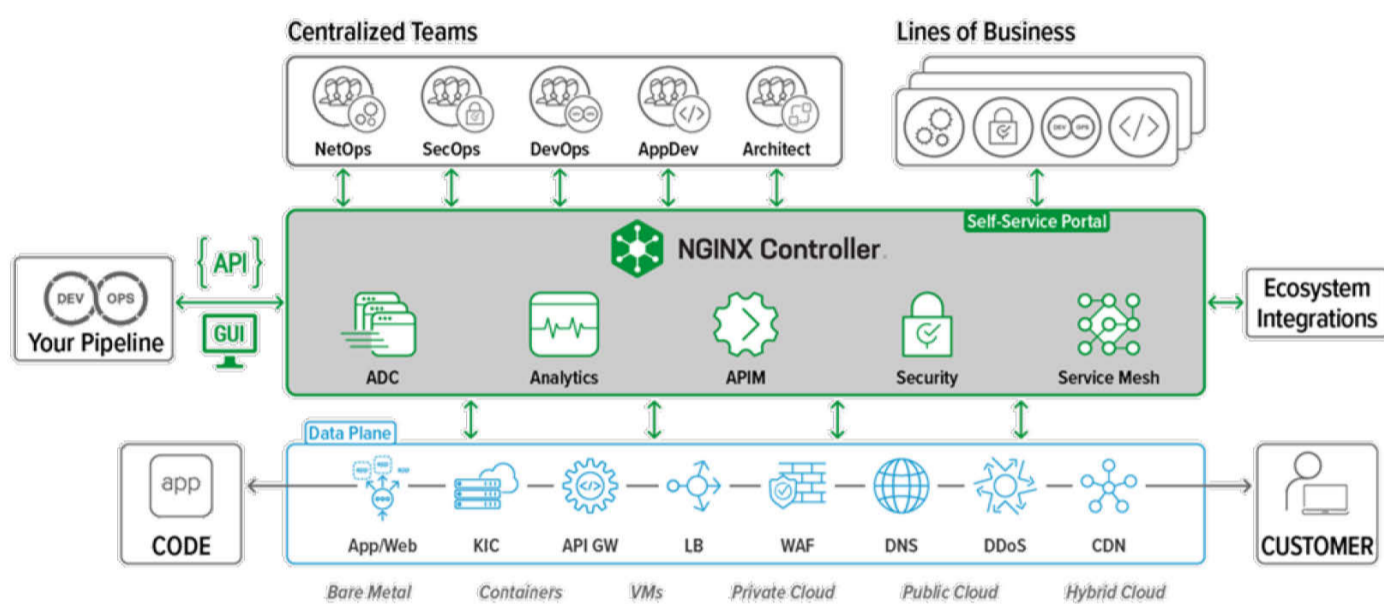 Centralized Teams
Lines of Business
NetOps
SecOps
DevOps
AppDev
Architect
DEV OPS
Self-Service Portal
NGINX Controller
{API}
DEV OPS
Your Pipeline
GUI
Ecosystem
Integrations
ADC
Analytics
APIM
Security
Service Mesh
Data Plane
app
CODE
App/Web
KIC
API GW
LB
WAF
DNS
DDoS
CDN
CUSTOMER
Bare Metal
Containers
VMs
Private Cloud
Public Cloud
Hybrid Cloud